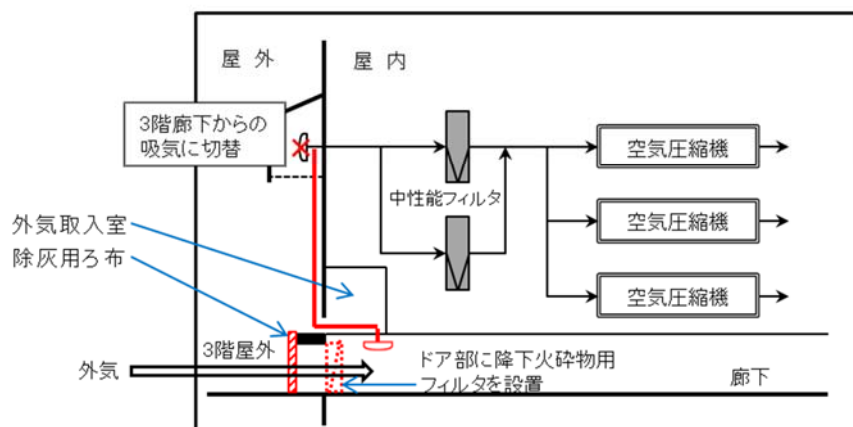 屋 外
屋 内
3階廊下からの
吸気に切替
空気圧縮機
中性能フィルタ
空気圧縮機
外気取入室
除灰用ろ布
空気圧縮機
3階屋外
外気
ドア部に降下火砕物用
フィルタを設置
廊下